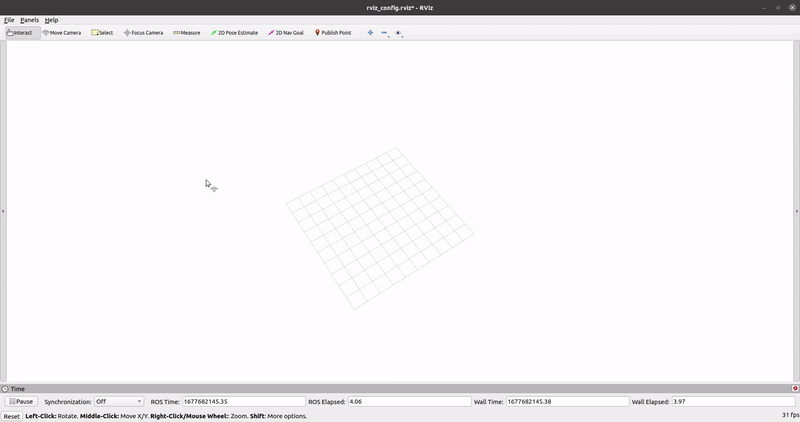 rviz_config.rviz* - RViz
File Panels Help
Interact Move Camera Select Focus Camera Measure 2D Pose Estimate 2D Nav Goal Publish Point
Time
Pause Synchronization: Off ROS Time: 1677682145.35 ROS Elapsed: 4.06 Wall Time: 1677682145.38 Wall Elapsed: 3.97
Reset Left-Click: Rotate. Middle-Click: Move X/Y. Right-Click/Mouse Wheel: Zoom. Shift: More options. 31 fps